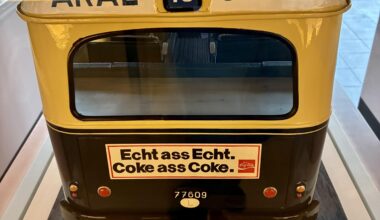 ARAL
Echt ass Echt.
Coke ass Coke.
77609
L